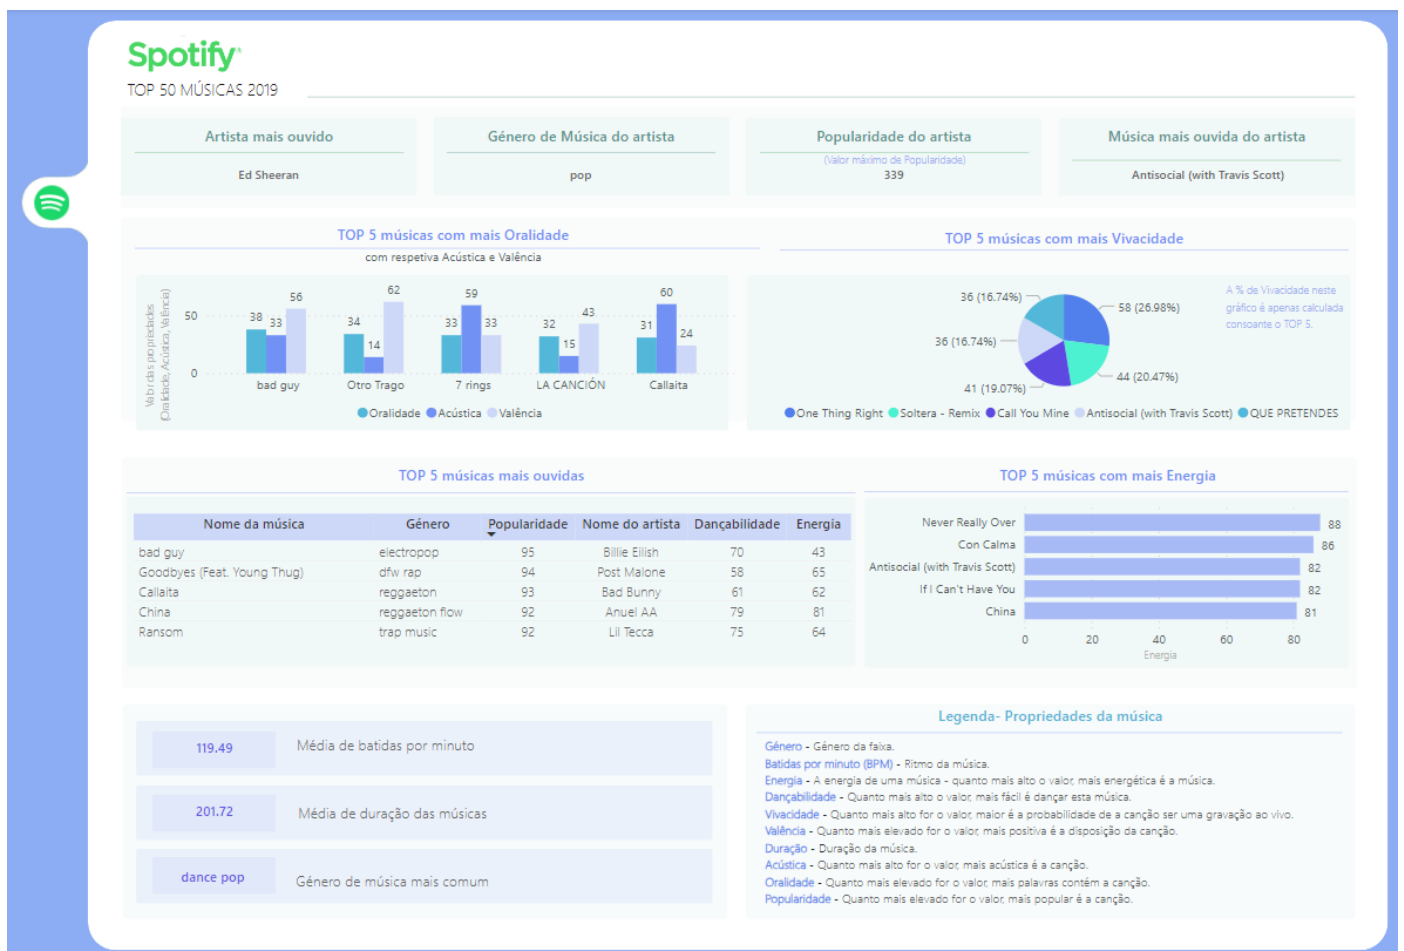 Spotify®
TOP 50 MÚSICAS 2019
Artista mais ouvido
Ed Sheeran
Género de Música do artista
pop
Popularidade do artista
(Valor máximo de Popularidade)
339
Música mais ouvida do artista
Antisocial (with Travis Scott)
TOP 5 músicas com mais Oralidade
com respetiva Acústica e Valência
Valor das propriedades
(Oralidade, Acústica, Valência)
50
0
38 33 56
34 14 62
33 59 33
32 15 43
31 60 24
bad guy Otro Trago 7 rings LA CANCIÓN Callaita
Oralidade Acústica Valência
TOP 5 músicas com mais Vivacidade
A % de Vivacidade neste
gráfico é apenas calculada
consoante o TOP 5.
36 (16.74%)
58 (26.98%)
36 (16.74%)
44 (20.47%)
41 (19.07%)
One Thing Right Soltera - Remix Call You Mine Antisocial (with Travis Scott) QUE PRETENDES
TOP 5 músicas mais ouvidas
Nome da música Género Popularidade Nome do artista Dançabilidade Energia
bad guy electropop 95 Billie Eilish 70 43
Goodbyes (Feat. Young Thug) dfw rap 94 Post Malone 58 65
Callaita reggaeton 93 Bad Bunny 61 62
China reggaeton flow 92 Anuel AA 79 81
Ransom trap music 92 Lil Tecca 75 64
TOP 5 músicas com mais Energia
Never Really Over 88
Con Calma 86
Antisocial (with Travis Scott) 82
If I Can't Have You 82
China 81
0 20 40 60 80
Energia
119.49 Média de batidas por minuto
201.72 Média de duração das músicas
dance pop Género de música mais comum
Legenda- Propriedades da música
Género - Género da faixa.
Batidas por minuto (BPM) - Ritmo da música.
Energia - A energia de uma música - quanto mais alto o valor, mais energética é a música.
Dançabilidade - Quanto mais alto o valor, mais fácil é dançar esta música.
Vivacidade - Quanto mais alto for o valor, maior é a probabilidade de a canção ser uma gravação ao vivo.
Valência - Quanto mais elevado for o valor, mais positiva é a disposição da canção.
Duração - Duração da música.
Acústica - Quanto mais alto for o valor, mais acústica é a canção.
Oralidade - Quanto mais elevado for o valor, mais palavras contém a canção.
Popularidade - Quanto mais elevado for o valor, mais popular é a canção.